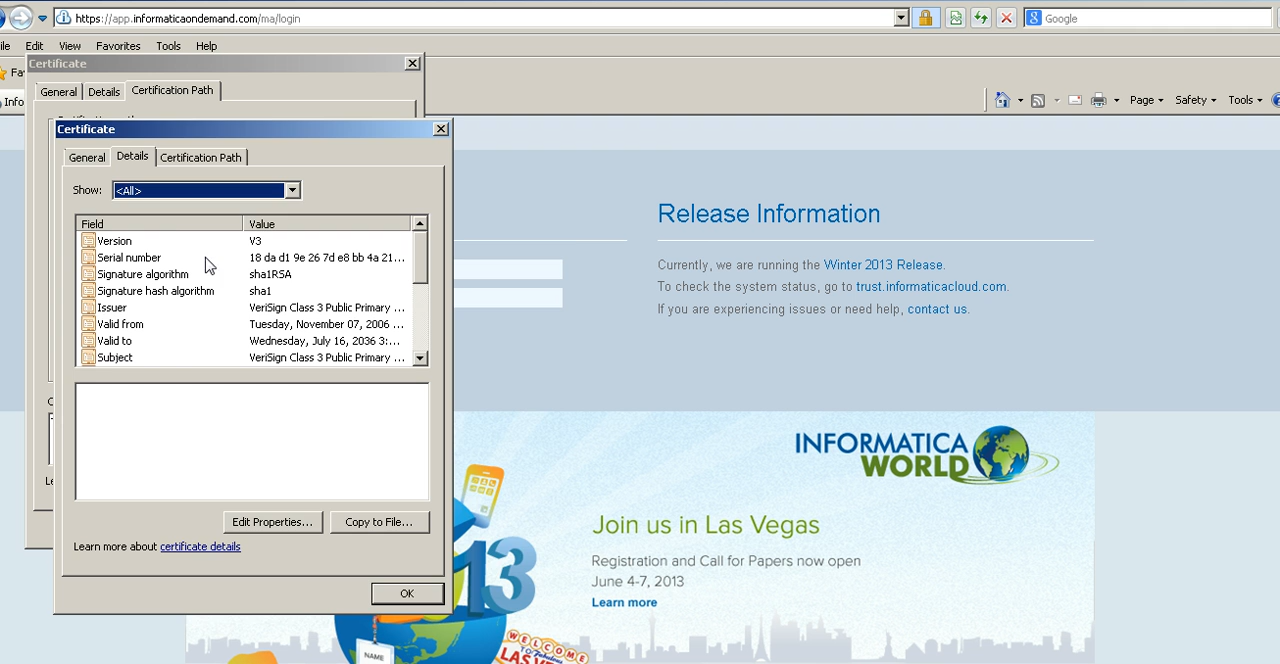 https://app.informaticaondemand.com/ma/login
Google
Edit View Favorites Tools Help
Certificate
General Details Certification Path
Page Safety Tools
Certificate
General Details Certification Path
Show: <All>
Field Value
Version V3
Serial number 18 da d1 9e 26 7d e8 bb 4a 21...
Signature algorithm sha1RSA
Signature hash algorithm sha1
Issuer VeriSign Class 3 Public Primary ...
Valid from Tuesday, November 07, 2006 ...
Valid to Wednesday, July 16, 2036 3:...
Subject VeriSign Class 3 Public Primary ...
Edit Properties... Copy to File...
Learn more about certificate details
OK
Release Information
Currently, we are running the Winter 2013 Release.
To check the system status, go to trust.informaticacloud.com.
If you are experiencing issues or need help, contact us.
INFORMATICA
WORLD
Join us in Las Vegas
Registration and Call for Papers now open
June 4-7, 2013
Learn more
13
WELCOME
TO Fabulous
LAS VE
NAME